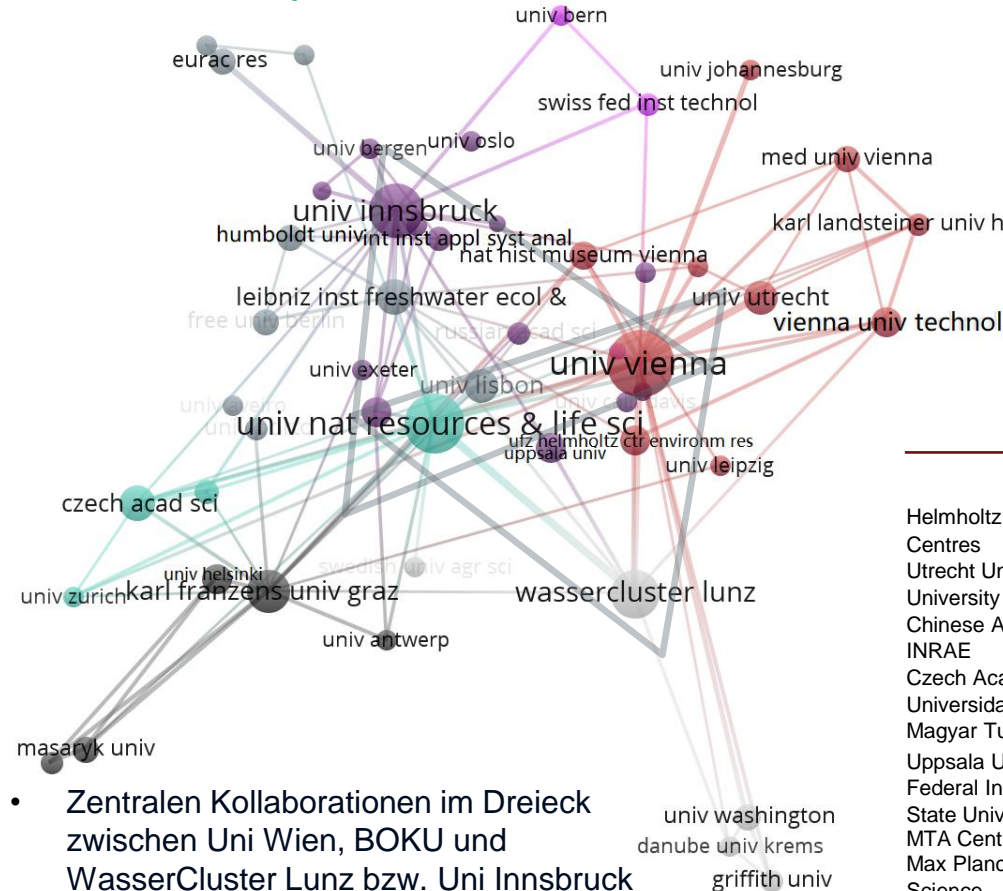 univ bern
eurac res
univ johannesburg
swiss fed inst technol
univ bergen
univ oslo
med univ vienna
univ innsbruck
karl landsteiner univ h
humboldt univ
int inst appl syst anal
nat hist museum vienna
leibniz inst freshwater ecol &
univ utrecht
free univ berlin
vienna univ technol
russian acad sci
univ vienna
univ exeter
univ lisbon
univ aveiro
univ calif davis
univ nat resources & life sci
ufz helmholtz ctr environm res
uppsala univ
univ leipzig
czech acad sci
swedish univ agr sci
univ helsinki
univ zurich
karl franzens univ graz
wassercluster lunz
univ antwerp
masaryk univ
• Zentralen Kollaborationen im Dreieck
zwischen Uni Wien, BOKU und
WasserCluster Lunz bzw. Uni Innsbruck
univ washington
danube univ krems
griffith univ
Helmholtz
Centres
Utrecht Un
University
Chinese A
INRAE
Czech Aca
Universida
Magyar Tu
Uppsala U
Federal In
State Univ
MTA Cent
Max Planc
Science